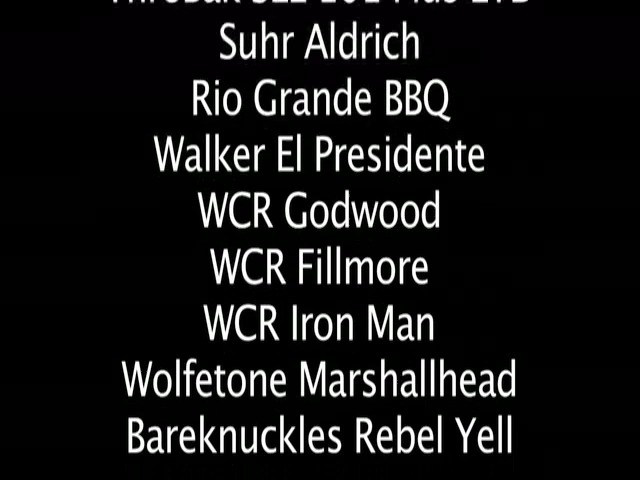 Suhr Aldrich
Rio Grande BBQ
Walker El Presidente
WCR Godwood
WCR Fillmore
WCR Iron Man
Wolfetone Marshallhead
Bareknuckles Rebel Yell